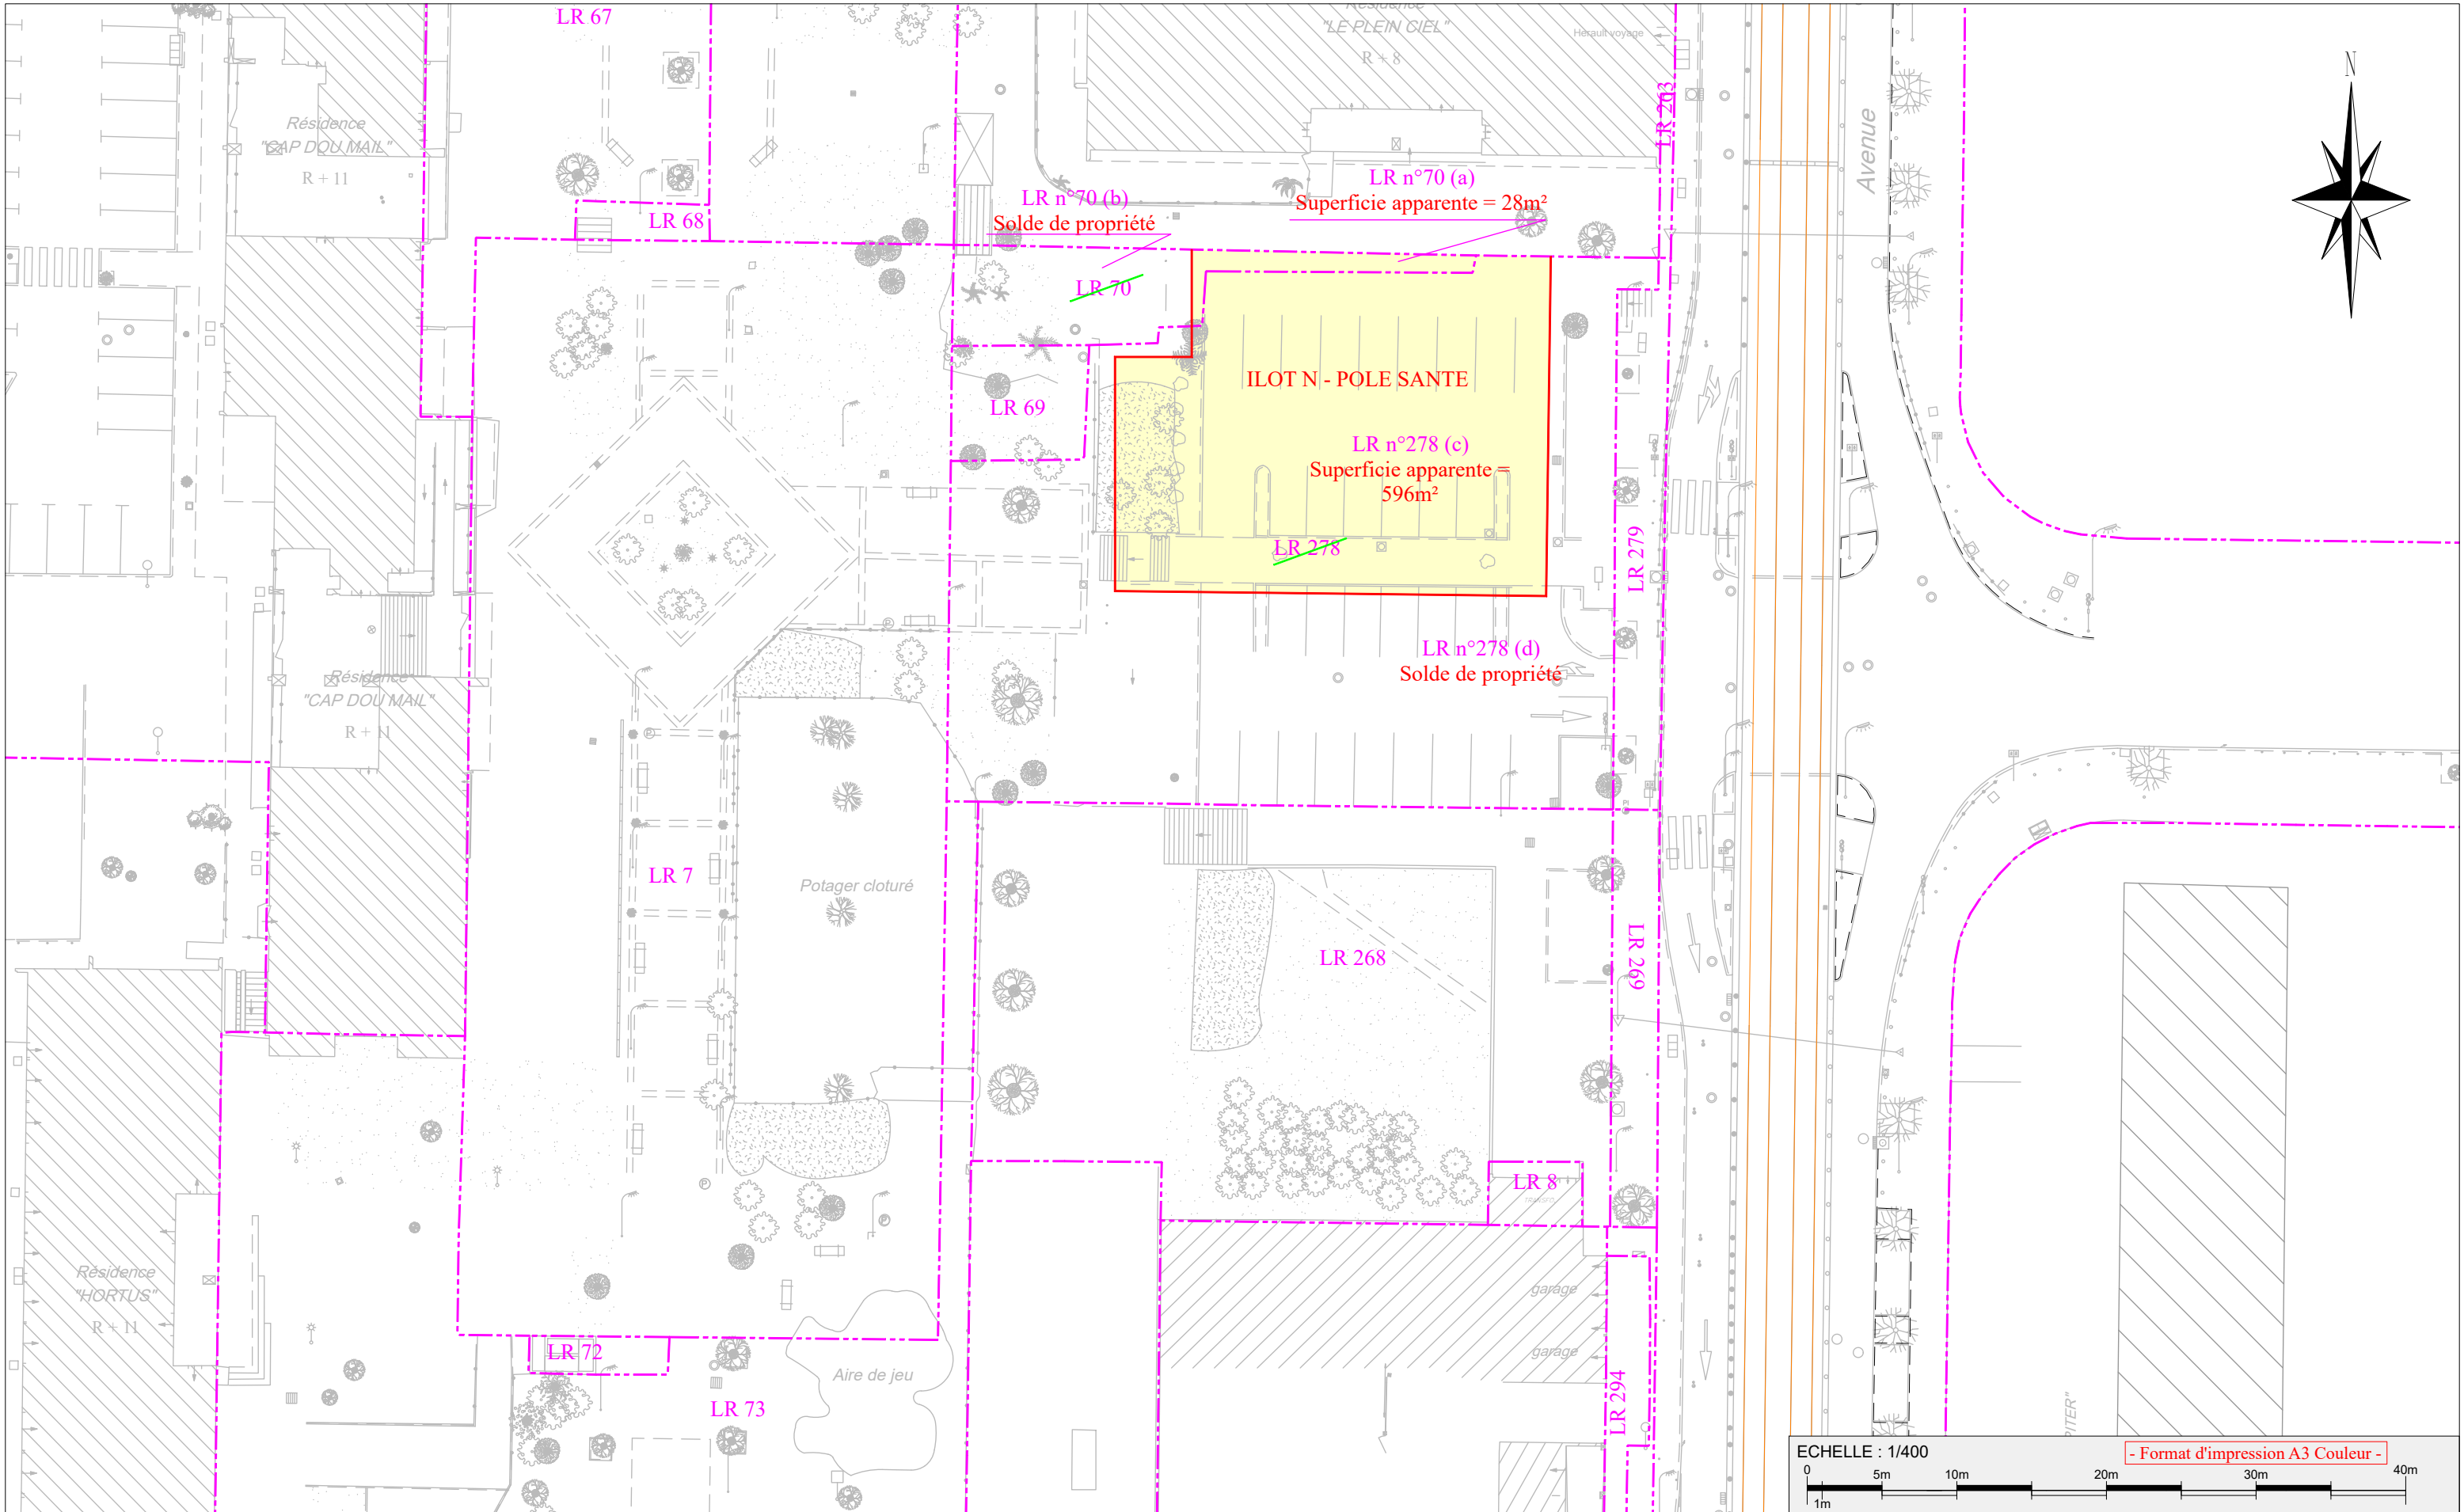 LR 67
Résidence
"LE PLEIN CIEL"
R + 8
Hérault voyage
LR 263
Avenue
N
Résidence
"CAP DOU MAIL"
R + 11
LR 68
LR n°70 (b)
Solde de propriété
LR n°70 (a)
Superficie apparente = 28m²
LR 70
ILOT N - POLE SANTE
LR 69
LR n°278 (c)
Superficie apparente =
596m²
LR 278
LR 279
LR n°278 (d)
Solde de propriété
Résidence
"CAP DOU MAIL"
R + 11
LR 7
Potager cloturé
LR 268
LR 269
LR 8
Résidence
"HORTUS"
R + 11
garage
garage
LR 72
Aire de jeu
LR 73
LR 294
ECHELLE : 1/400
- Format d'impression A3 Couleur -
0 5m 10m 20m 30m 40m
1m